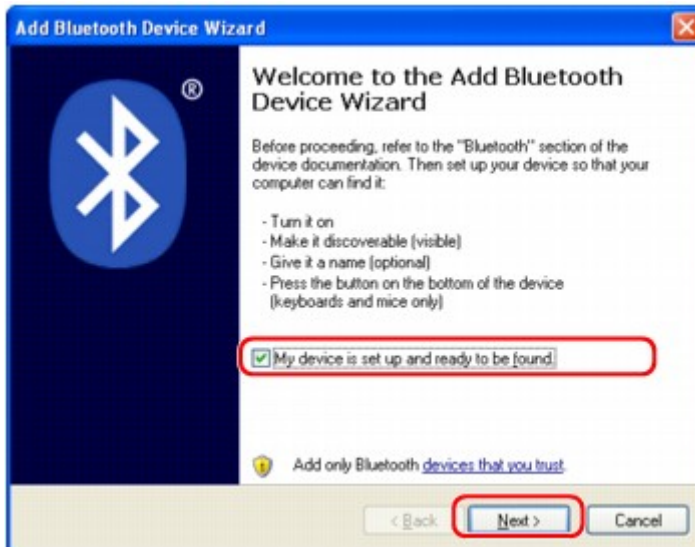 Add Bluetooth Device Wizard
®
Welcome to the Add Bluetooth
Device Wizard
Before proceeding, refer to the "Bluetooth" section of the
device documentation. Then set up your device so that your
computer can find it:
- Turn it on
- Make it discoverable (visible)
- Give it a name (optional)
- Press the button on the bottom of the device
(keyboards and mice only)
My device is set up and ready to be found.
Add only Bluetooth devices that you trust.
< Back Next > Cancel